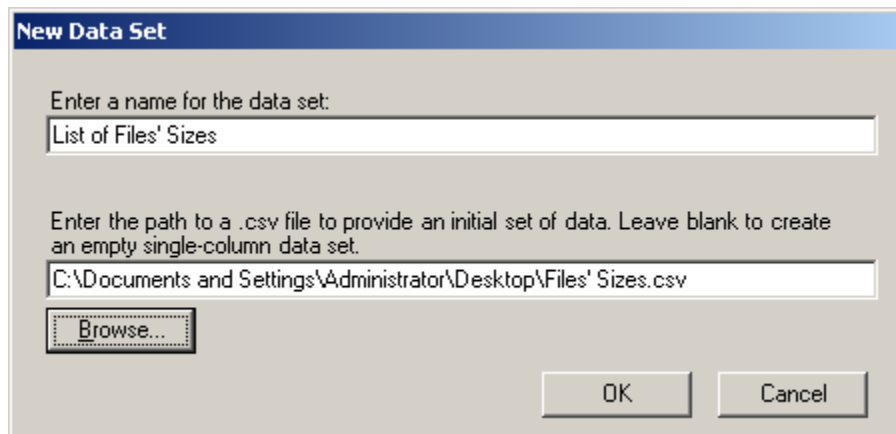 New Data Set
Enter a name for the data set:
List of Files' Sizes
Enter the path to a .csv file to provide an initial set of data. Leave blank to create
an empty single-column data set.
C:\Documents and Settings\Administrator\Desktop\Files' Sizes.csv
Browse...
OK
Cancel